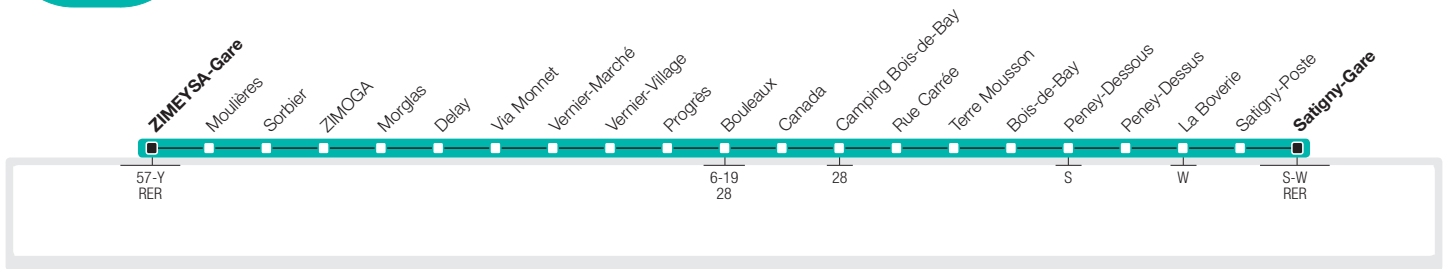 ZIMEYSA-Gare
Moulières
Sorbier
ZIMOGA
Morglas
Delay
Via Monnet
Vernier-Marché
Vernier-Village
Progrès
Bouleaux
Canada
Camping Bois-de-Bay
Rue Carrée
Terre Mousson
Bois-de-Bay
Peney-Dessous
Peney-Dessus
La Boverie
Satigny-Poste
Satigny-Gare
57-Y
RER
6-19
28
28
S
W
S-W
RER